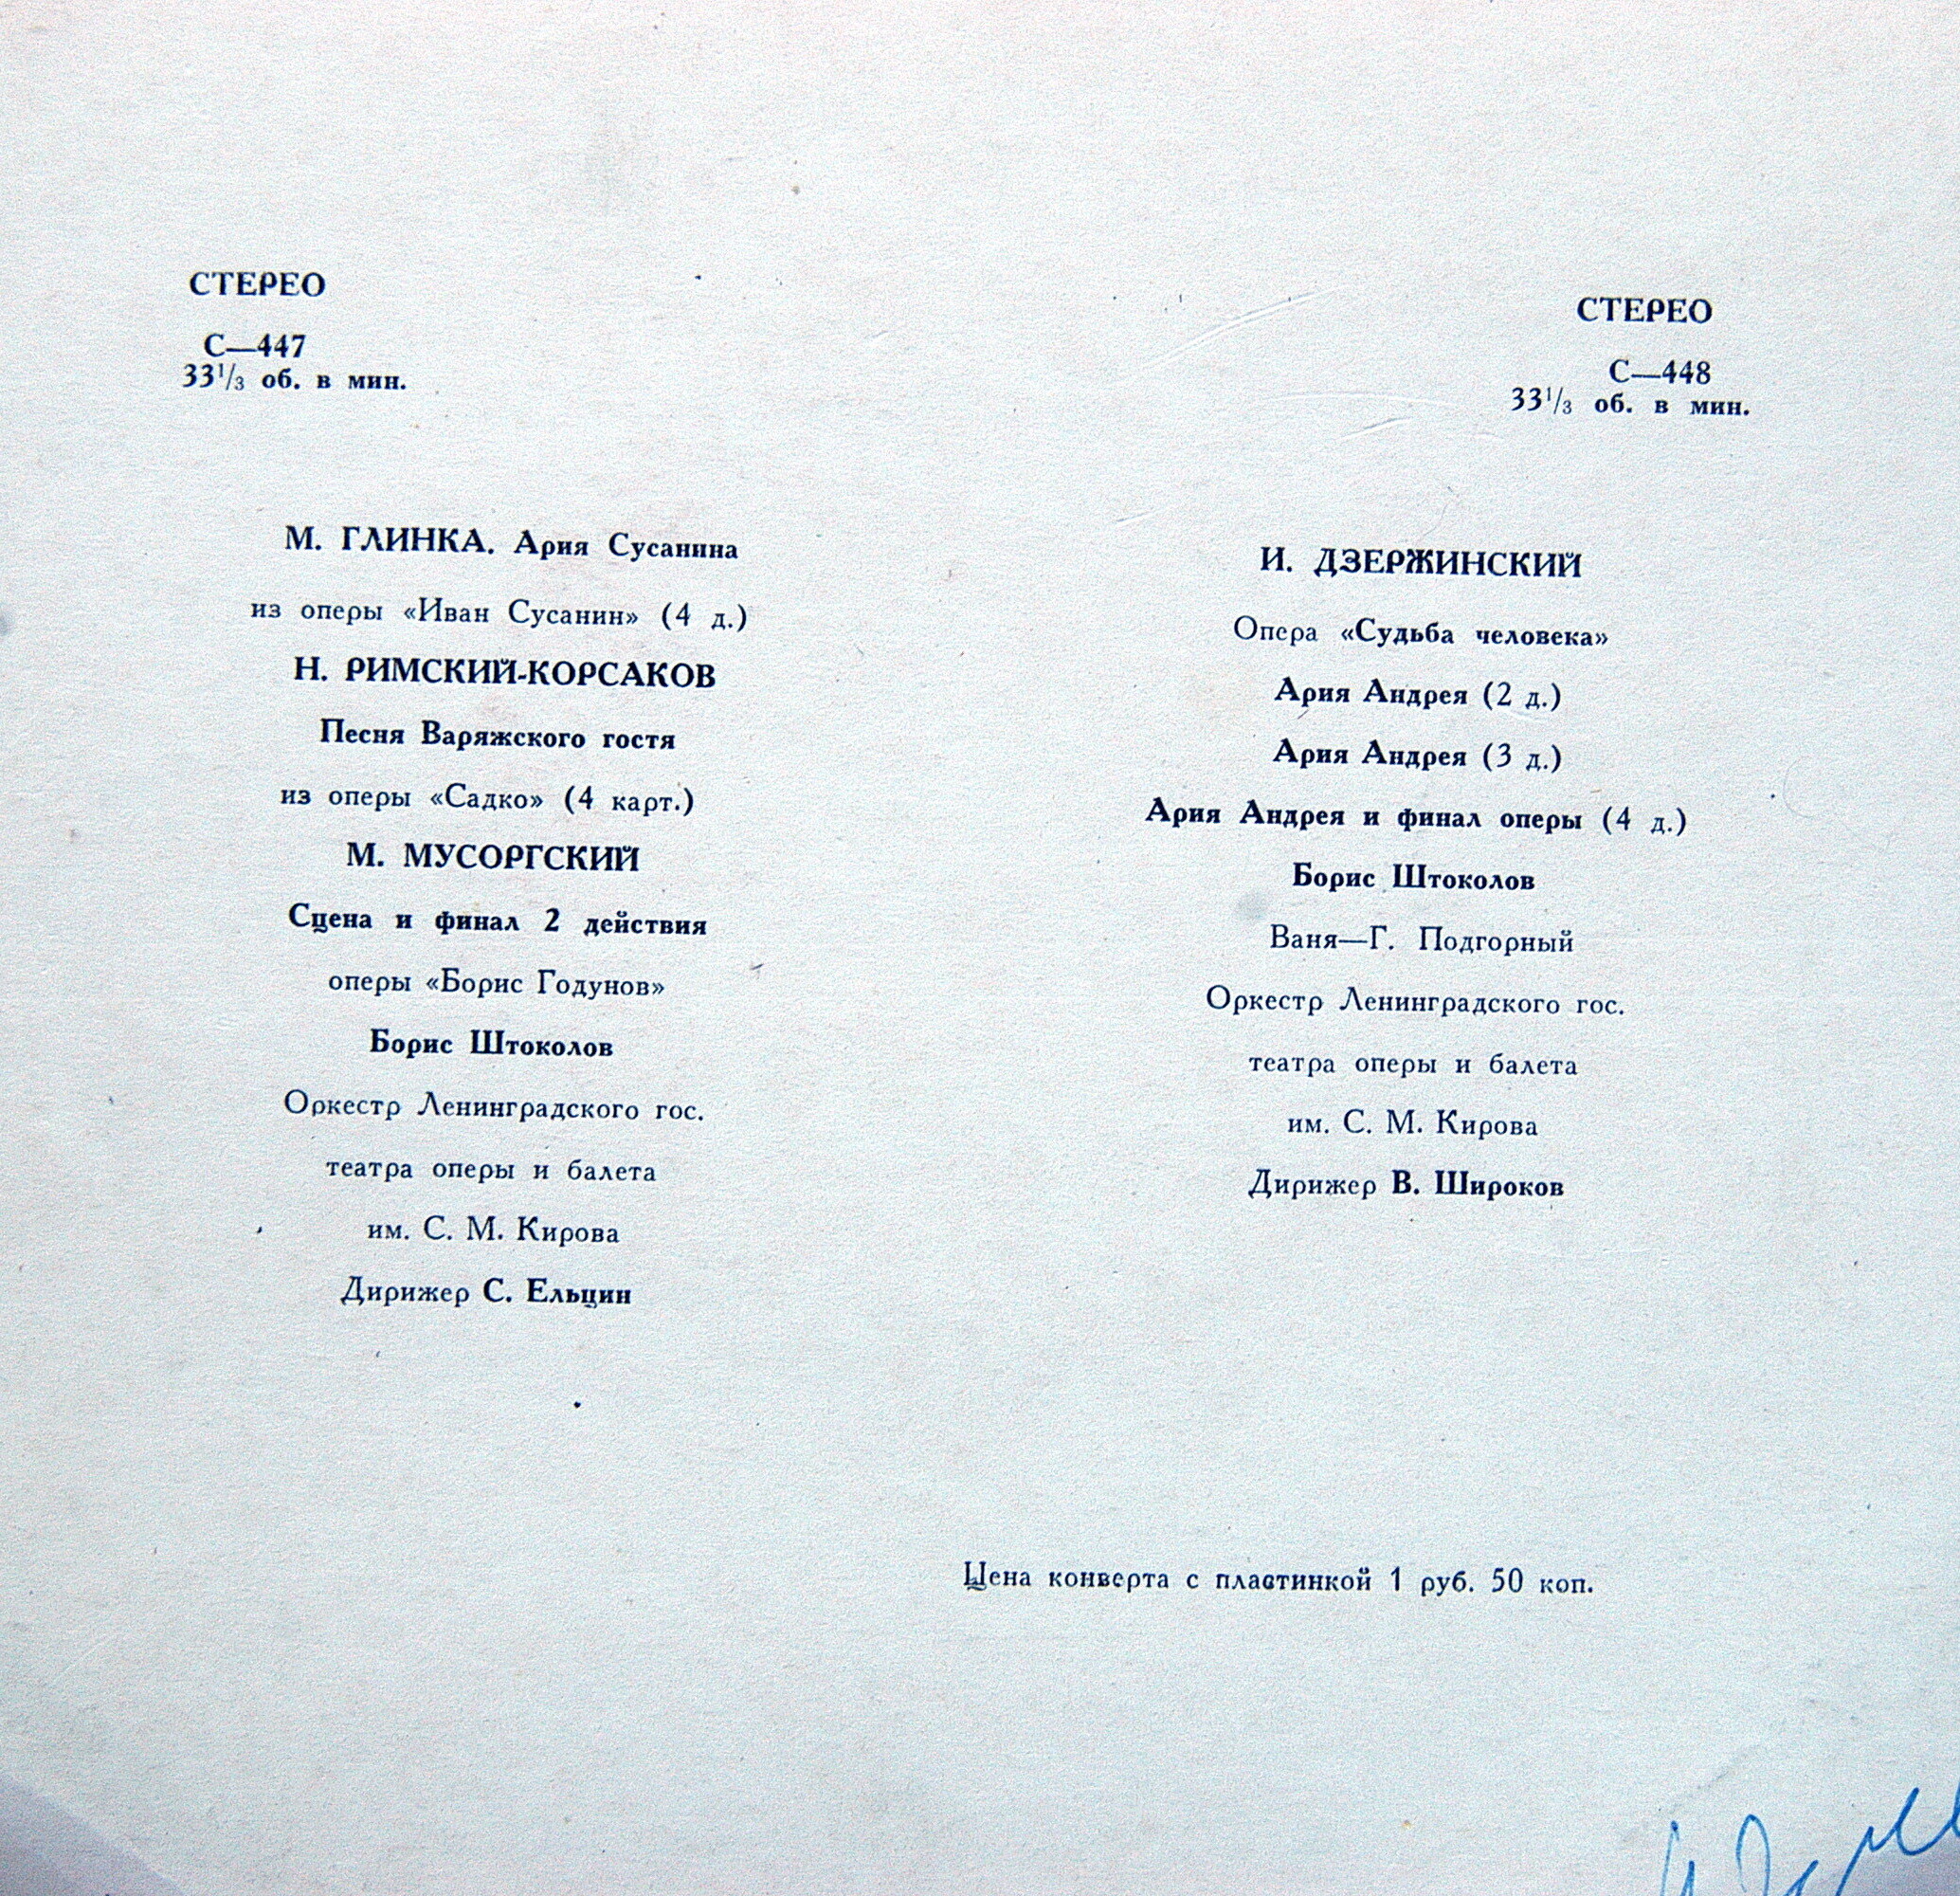 СТЕРЕО
С—447
33¹/₃ об. в мин.
М. ГЛИНКА. Ария Сусанина
из оперы «Иван Сусанин» (4 д.)
Н. РИМСКИЙ-КОРСАКОВ
Песня Варяжского гостя
из оперы «Садко» (4 карт.)
М. МУСОРГСКИЙ
Сцена и финал 2 действия
оперы «Борис Годунов»
Борис Штоколов
Оркестр Ленинградского гос.
театра оперы и балета
им. С. М. Кирова
Дирижер С. Ельцин
СТЕРЕО
С—448
33¹/₃ об. в мин.
И. ДЗЕРЖИНСКИЙ
Опера «Судьба человека»
Ария Андрея (2 д.)
Ария Андрея (3 д.)
Ария Андрея и финал оперы (4 д.)
Борис Штоколов
Ваня—Г. Подгорный
Оркестр Ленинградского гос.
театра оперы и балета
им. С. М. Кирова
Дирижер В. Широков
Цена конверта с пластинкой 1 руб. 50 коп.